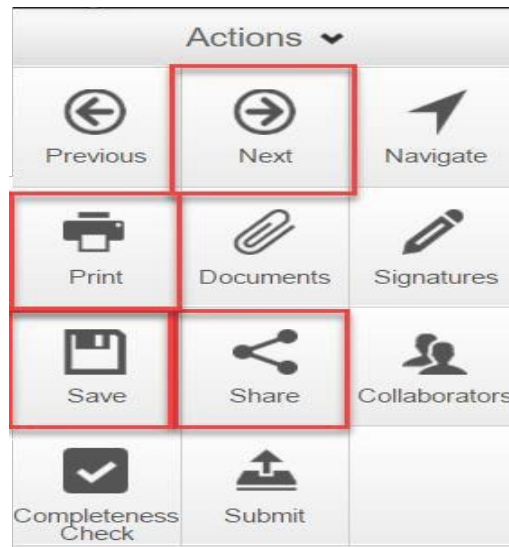 Actions
Previous Next Navigate
Print Documents Signatures
Save Share Collaborators
Completeness Submit
Check